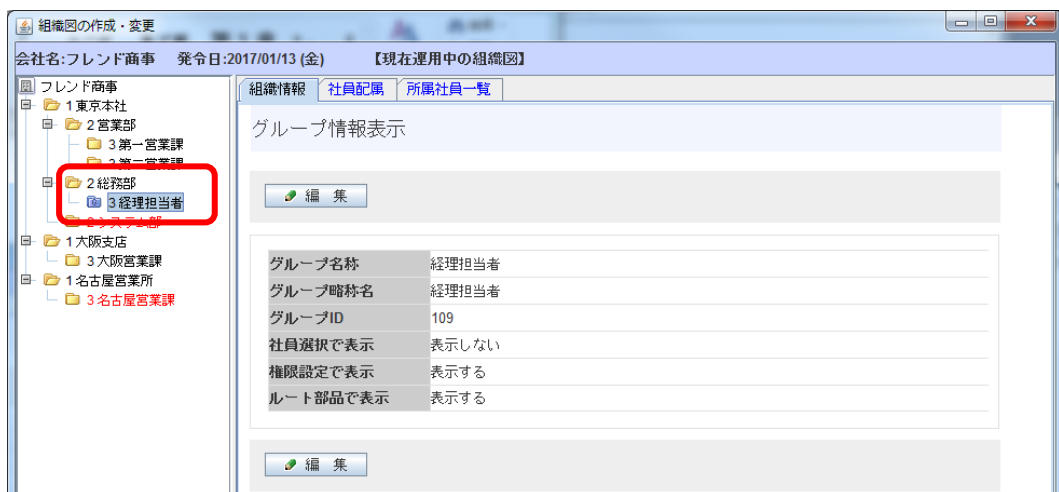 組織図の作成・変更
会社名:フレンド商事 発令日:2017/01/13 (金) 【現在運用中の組織図】
フレンド商事
1東京本社
2営業部
3第一営業課
2総務部
3経理担当者
2システム部
1大阪支店
3大阪営業課
1名古屋営業所
3名古屋営業課
組織情報 社員配属 所属社員一覧
グループ情報表示
編 集
グループ名称 経理担当者
グループ略称名 経理担当者
グループID 109
社員選択で表示 表示しない
権限設定で表示 表示する
ルート部品で表示 表示する
編 集